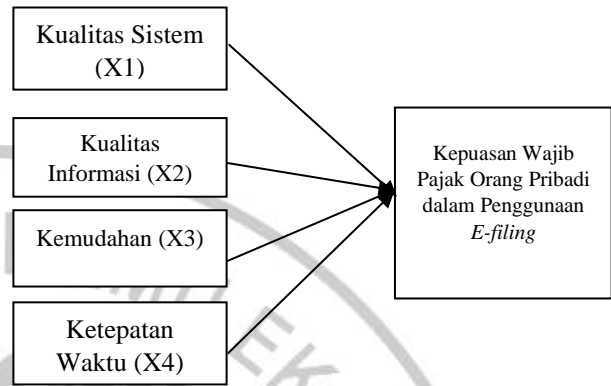 Kualitas Sistem
(X1)
Kualitas
Informasi (X2)
Kemudahan (X3)
Ketepatan
Waktu (X4)
Kepuasan Wajib
Pajak Orang Pribadi
dalam Penggunaan
E-filing